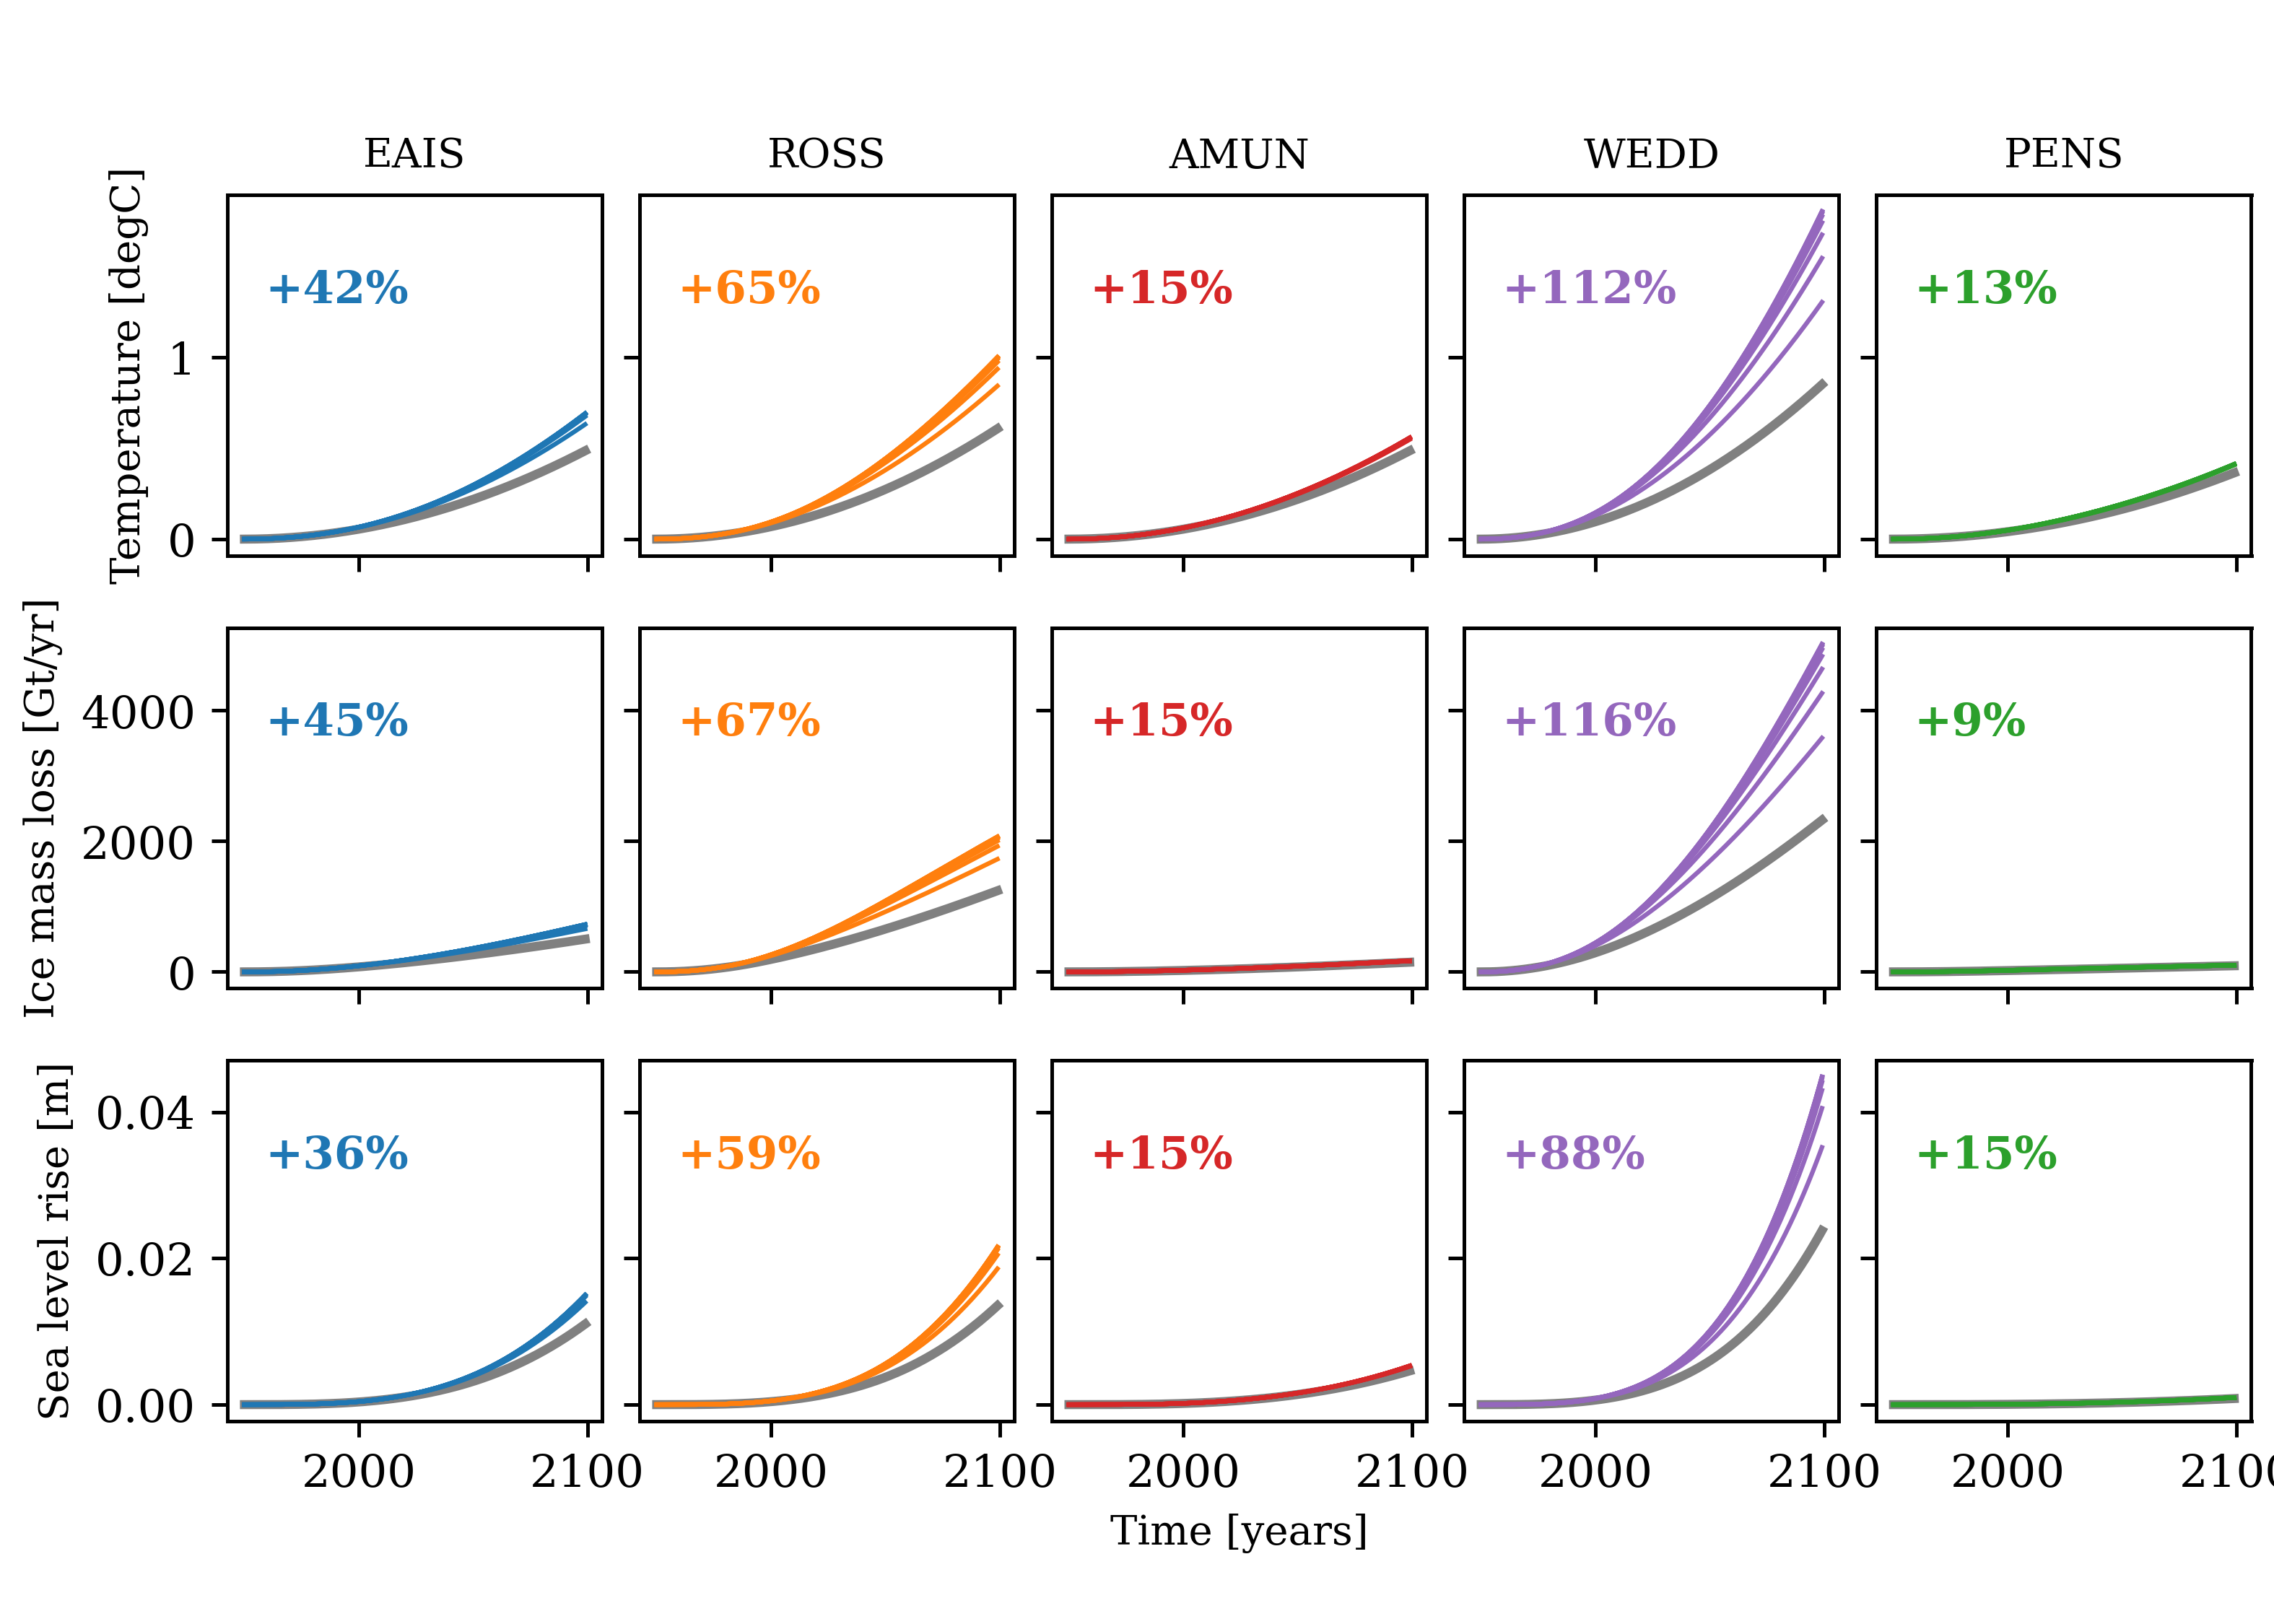 EAIS ROSS AMUN WEDD PENS
Temperature [degC]
1
0
+42% +65% +15% +112% +13%
Ice mass loss [Gt/yr]
4000
2000
0
+45% +67% +15% +116% +9%
Sea level rise [m]
0.04
0.02
0.00
+36% +59% +15% +88% +15%
2000 2100 2000 2100 2000 2100 2000 2100 2000 210
Time [years]